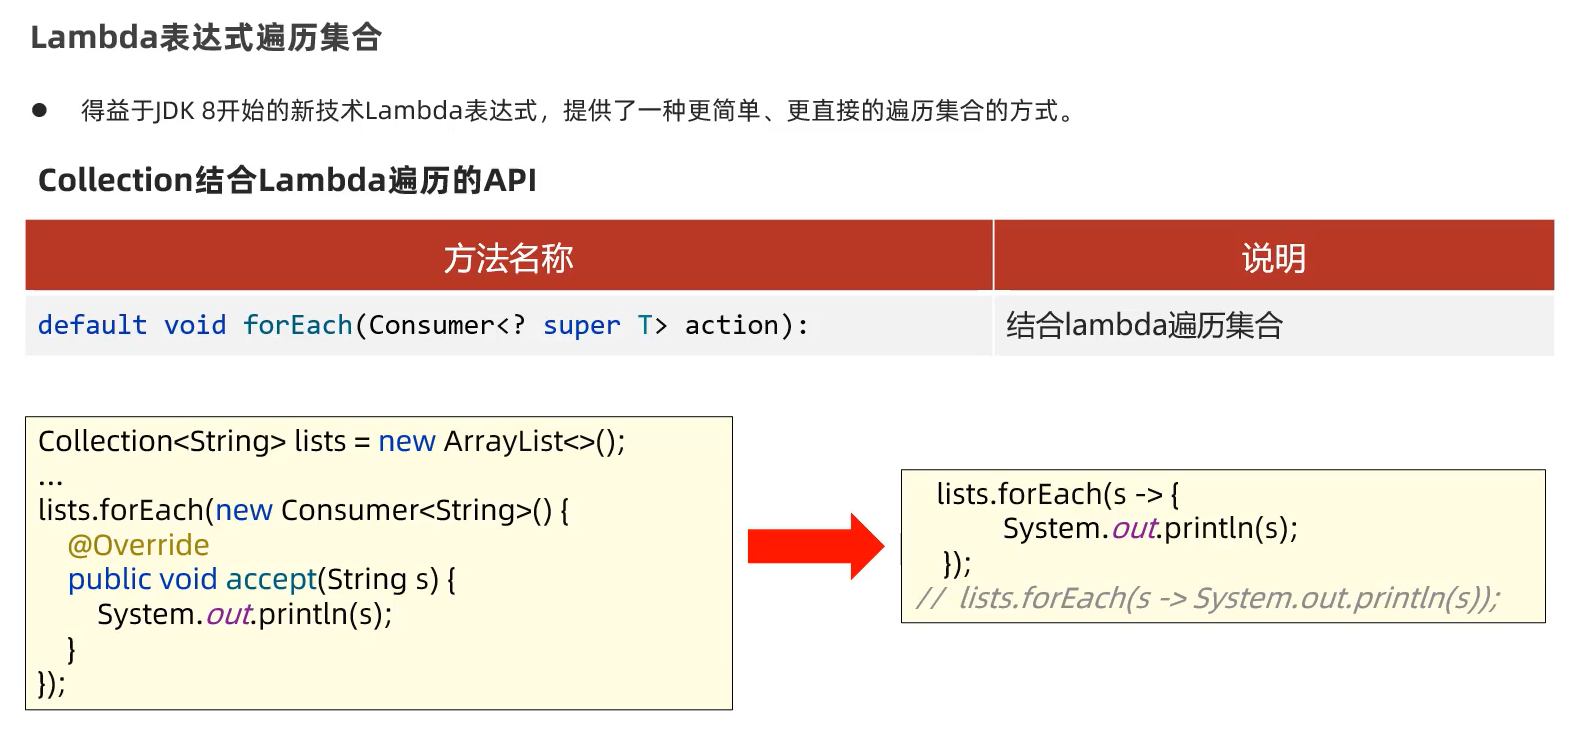 Lambda表达式遍历集合
● 得益于JDK 8开始的新技术Lambda表达式，提供了一种更简单、更直接的遍历集合的方式。
Collection结合Lambda遍历的API
方法名称 说明
default void forEach(Consumer<? super T> action): 结合lambda遍历集合
Collection<String> lists = new ArrayList<>();
...
lists.forEach(new Consumer<String>() {
@Override
public void accept(String s) {
System.out.println(s);
}
});
lists.forEach(s -> {
System.out.println(s);
});
// lists.forEach(s -> System.out.println(s));